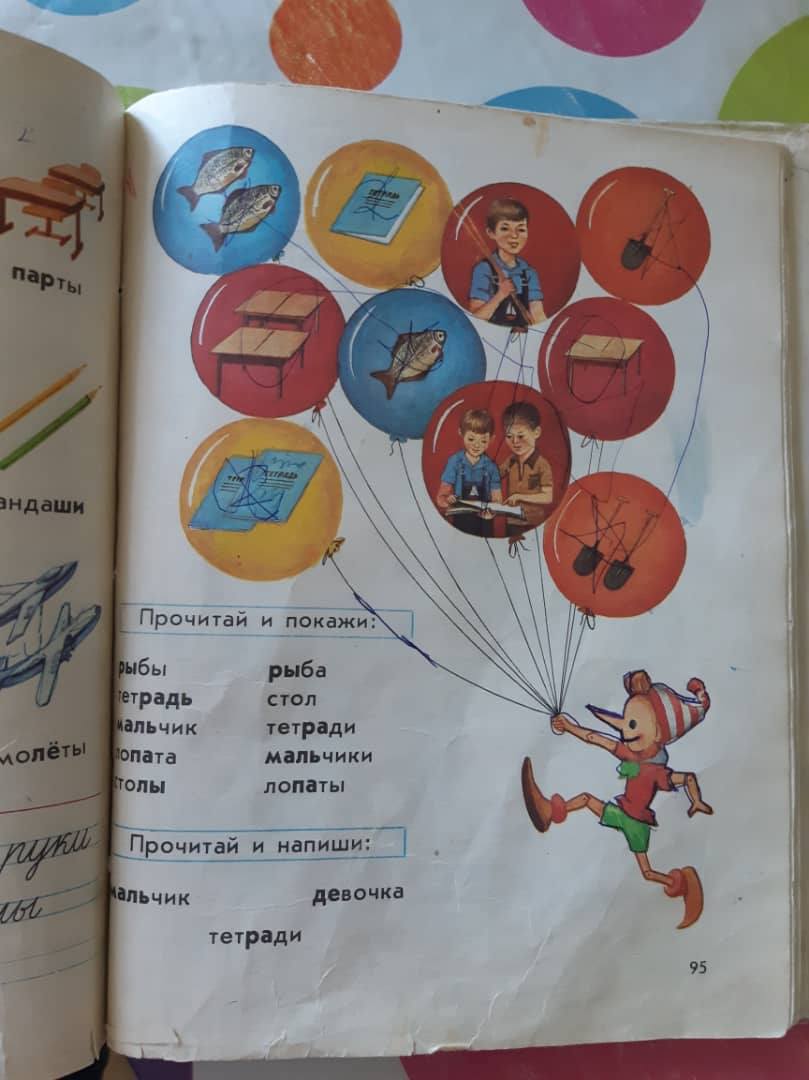 парты
андаши
молёты
руки
ТЕТРАДЬ
ТЕТРАДЬ
Прочитай и покажи:
рыбы рыба
тетрадь стол
мальчик тетради
лопата мальчики
столы лопаты
Прочитай и напиши:
мальчик девочка
тетради
95